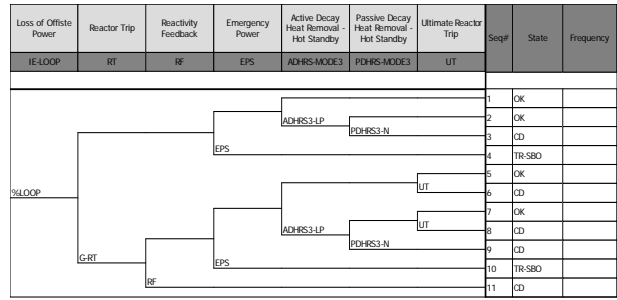 Loss of Offiste Power
Reactor Trip
Reactivity Feedback
Emergency Power
Active Decay Heat Removal - Hot Standby
Passive Decay Heat Removal - Hot Standby
Ultimate Reactor Trip
Seq#
State
Frequency
IE-LOOP
RT
RF
EPS
ADHRS-MODE3
PDHRS-MODE3
UT
1 OK
ADHRS3-LP
2 OK
PDHRS3-N
3 CD
EPS
4 TR-SBO
5 OK
%LOOP
UT
6 CD
7 OK
ADHRS3-LP
UT
8 CD
PDHRS3-N
9 CD
G-RT
EPS
10 TR-SBO
RF
11 CD